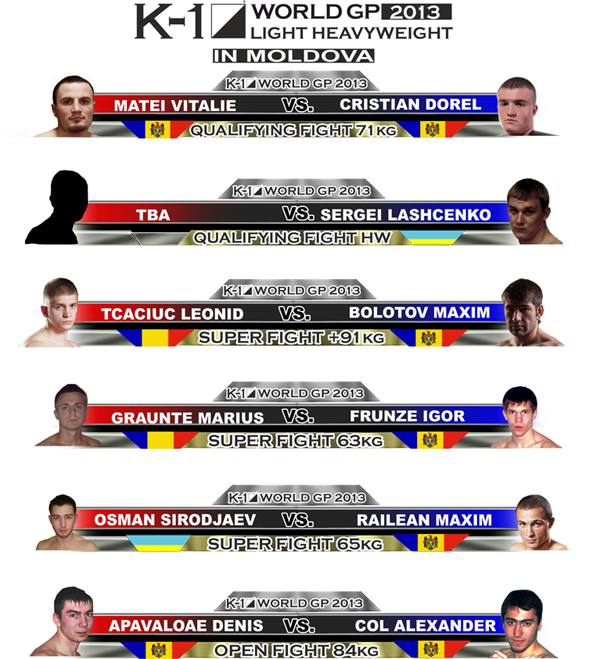 K-1 WORLD GP 2013
LIGHT HEAVYWEIGHT
IN MOLDOVA
K-1 WORLD GP 2013
MATEI VITALIE VS. CRISTIAN DOREL
QUALIFYING FIGHT 71KG
K-1 WORLD GP 2013
TBA VS. SERGEI LASHCENKO
QUALIFYING FIGHT HW
K-1 WORLD GP 2013
TCACIUC LEONID VS. BOLOTOV MAXIM
SUPER FIGHT +91KG
K-1 WORLD GP 2013
GRAUNTE MARIUS VS. FRUNZE IGOR
SUPER FIGHT 63KG
K-1 WORLD GP 2013
OSMAN SIRODJAEV VS. RAILEAN MAXIM
SUPER FIGHT 65KG
K-1 WORLD GP 2013
APAVALOAE DENIS VS. COL ALEXANDER
OPEN FIGHT 84KG